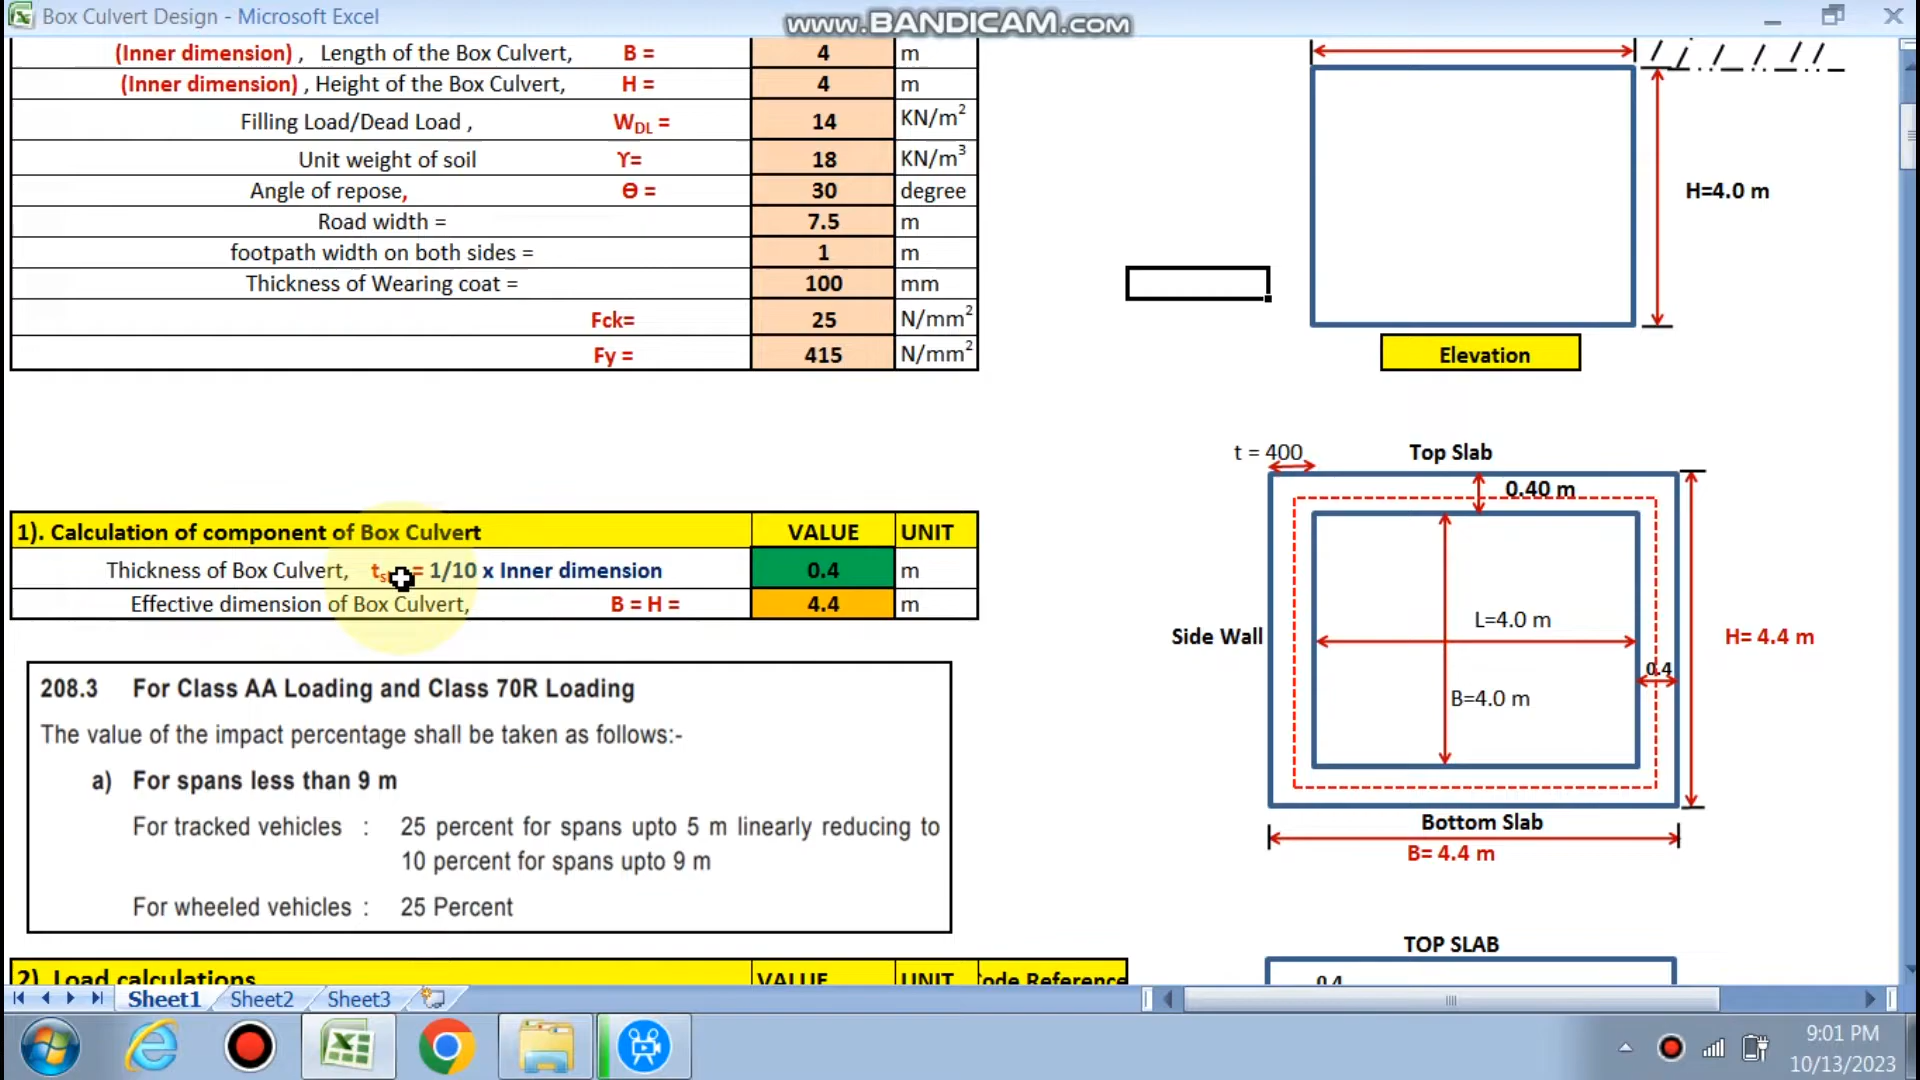 Box Culvert Design - Microsoft Excel
www.BANDICAM.com
(Inner dimension) , Length of the Box Culvert, B = 4 m
(Inner dimension) , Height of the Box Culvert, H = 4 m
Filling Load/Dead Load , WDL = 14 KN/m2
Unit weight of soil ϒ= 18 KN/m3
Angle of repose, Ɵ = 30 degree
Road width = 7.5 m
footpath width on both sides = 1 m
Thickness of Wearing coat = 100 mm
Fck= 25 N/mm2
Fy = 415 N/mm2
H=4.0 m
Elevation
1). Calculation of component of Box Culvert VALUE UNIT
Thickness of Box Culvert, = 1/10 x Inner dimension 0.4 m
Effective dimension of Box Culvert, B = H = 4.4 m
t = 400 Top Slab
0.40 m
L=4.0 m
Side Wall
H= 4.4 m
0.4
B=4.0 m
Bottom Slab
B= 4.4 m
208.3 For Class AA Loading and Class 70R Loading
The value of the impact percentage shall be taken as follows:-
a) For spans less than 9 m
For tracked vehicles : 25 percent for spans upto 5 m linearly reducing to
10 percent for spans upto 9 m
For wheeled vehicles : 25 Percent
TOP SLAB
0.4
2). Load calculations VALUE UNIT Code Reference
Sheet1 Sheet2 Sheet3
9:01 PM
10/13/2023